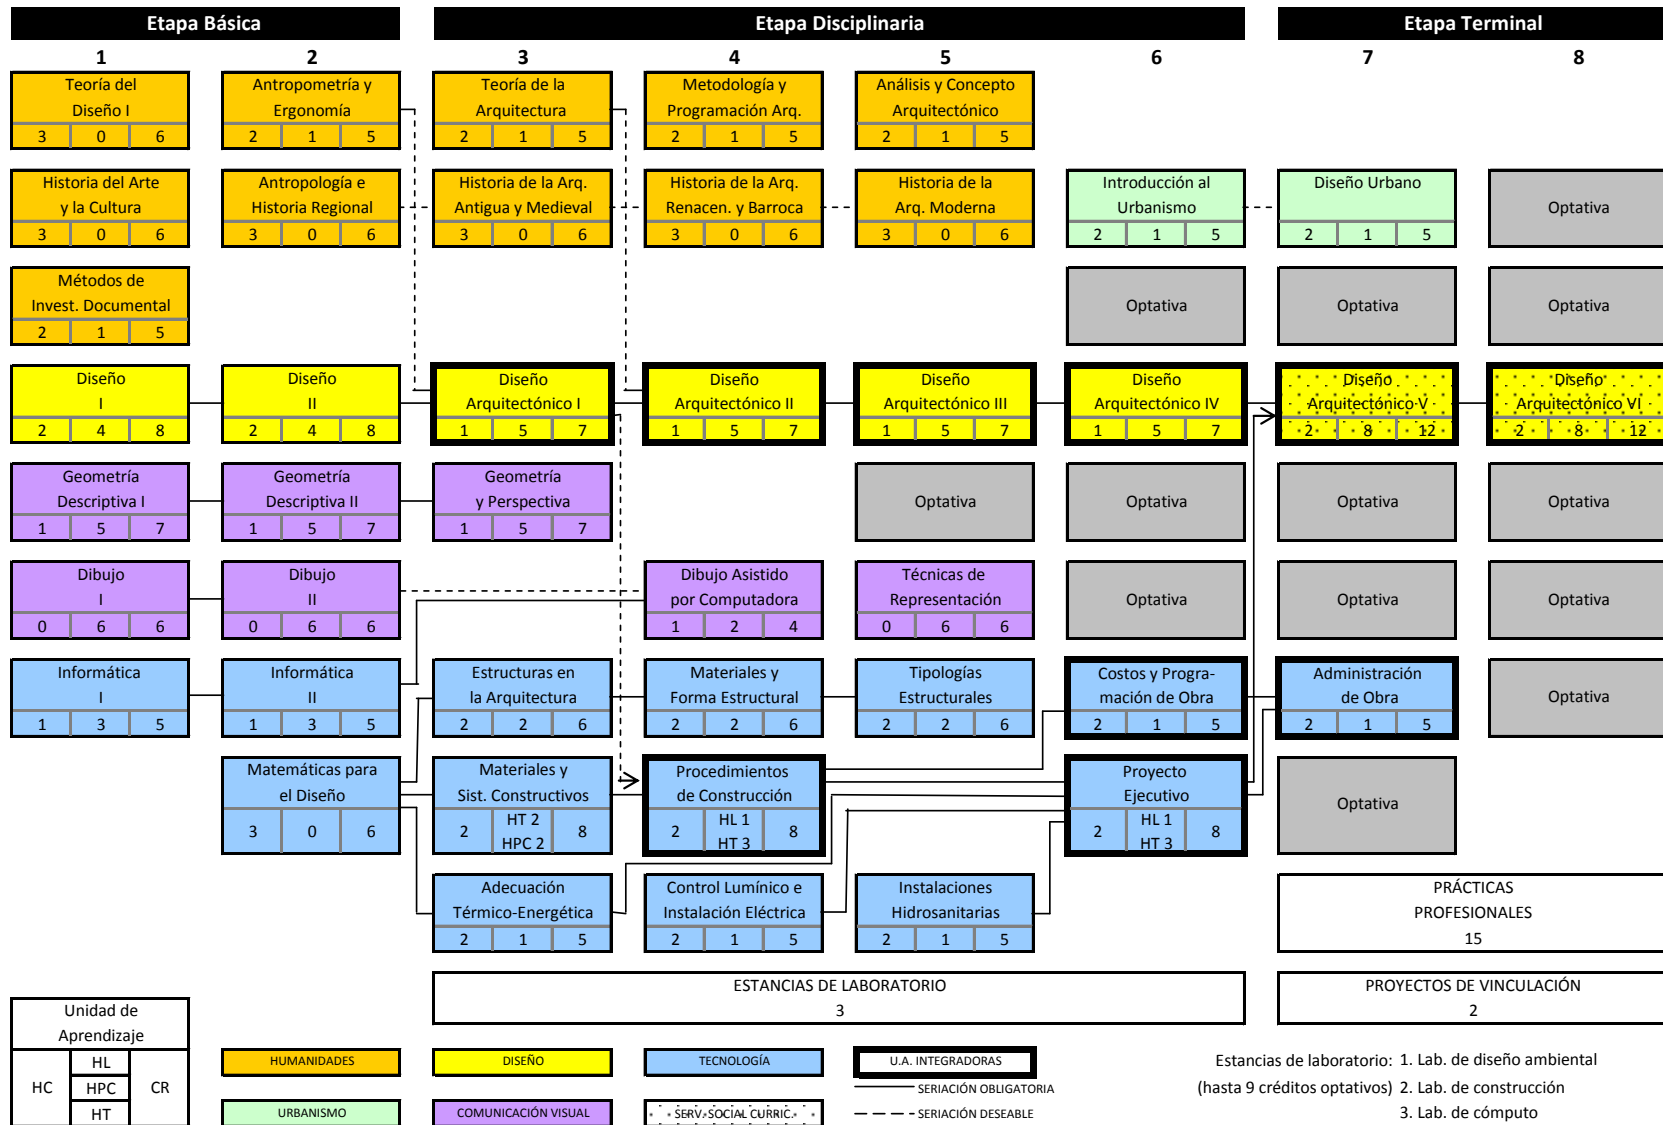 Etapa Básica
Etapa Disciplinaria
Etapa Terminal
1 2 3 4 5 6 7 8
Teoría del
Diseño I
3 0 6
Antropometría y
Ergonomía
2 1 5
Teoría de la
Arquitectura
2 1 5
Metodología y
Programación Arq.
2 1 5
Análisis y Concepto
Arquitectónico
2 1 5
Historia del Arte
y la Cultura
3 0 6
Antropología e
Historia Regional
3 0 6
Historia de la Arq.
Antigua y Medieval
3 0 6
Historia de la Arq.
Renacen. y Barroca
3 0 6
Historia de la
Arq. Moderna
3 0 6
Introducción al
Urbanismo
2 1 5
Diseño Urbano
2 1 5
Optativa
Métodos de
Invest. Documental
2 1 5
Optativa
Optativa
Optativa
Diseño
I
2 4 8
Diseño
II
2 4 8
Diseño
Arquitectónico I
1 5 7
Diseño
Arquitectónico II
1 5 7
Diseño
Arquitectónico III
1 5 7
Diseño
Arquitectónico IV
1 5 7
Diseño
Arquitectónico V
2 8 12
Diseño
Arquitectónico VI
2 8 12
Geometría
Descriptiva I
1 5 7
Geometría
Descriptiva II
1 5 7
Geometría
y Perspectiva
1 5 7
Optativa
Optativa
Optativa
Optativa
Dibujo
I
0 6 6
Dibujo
II
0 6 6
Dibujo Asistido
por Computadora
1 2 4
Técnicas de
Representación
0 6 6
Optativa
Optativa
Optativa
Informática
I
1 3 5
Informática
II
1 3 5
Estructuras en
la Arquitectura
2 2 6
Materiales y
Forma Estructural
2 2 6
Tipologías
Estructurales
2 2 6
Costos y Progra-
mación de Obra
2 1 5
Administración
de Obra
2 1 5
Optativa
Matemáticas para
el Diseño
3 0 6
Materiales y
Sist. Constructivos
2 HT 2 8
HPC 2
Procedimientos
de Construcción
2 HL 1 8
HT 3
Proyecto
Ejecutivo
2 HL 1 8
HT 3
Optativa
Adecuación
Térmico-Energética
2 1 5
Control Lumínico e
Instalación Eléctrica
2 1 5
Instalaciones
Hidrosanitarias
2 1 5
PRÁCTICAS
PROFESIONALES
15
ESTANCIAS DE LABORATORIO
3
PROYECTOS DE VINCULACIÓN
2
Unidad de
Aprendizaje
HL
HC HPC CR
HT
HUMANIDADES
DISEÑO
TECNOLOGÍA
U.A. INTEGRADORAS
SERIACIÓN OBLIGATORIA
URBANISMO
COMUNICACIÓN VISUAL
SERV. SOCIAL CURRIC.
SERIACIÓN DESEABLE
Estancias de laboratorio: 1. Lab. de diseño ambiental
(hasta 9 créditos optativos) 2. Lab. de construcción
3. Lab. de cómputo